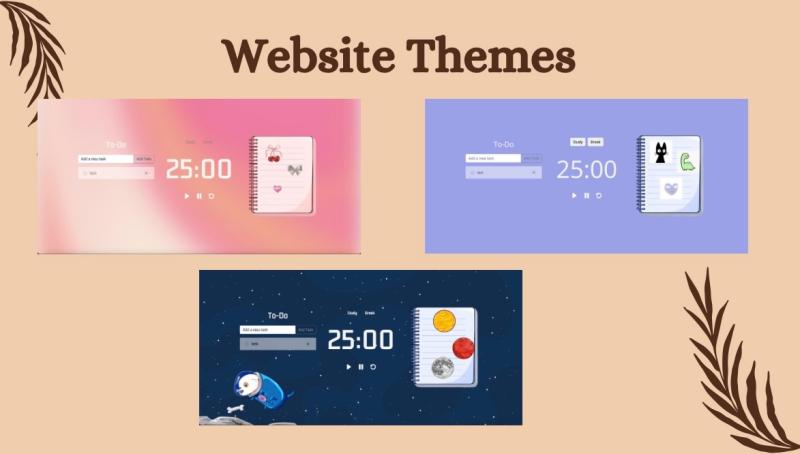 Website Themes
To-Do
Study Break
Add a new task Add Task
25:00
task
To-Do
Study Break
Add a new task Add Task
25:00
task
To-Do
Study Break
Add a new task Add Task
25:00
task